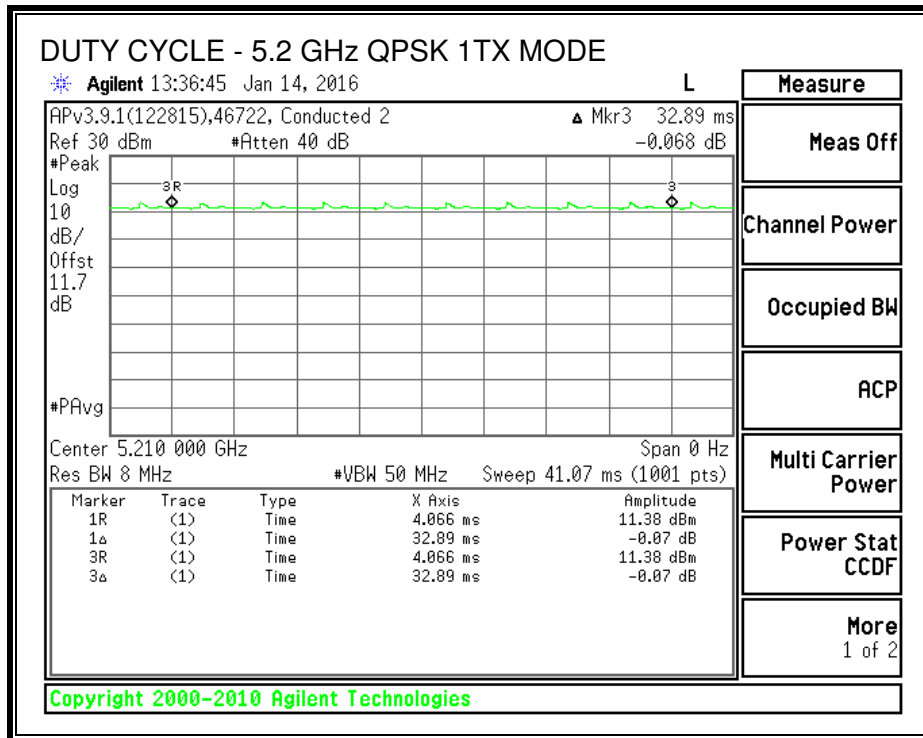 DUTY CYCLE - 5.2 GHz QPSK 1TX MODE
Agilent 13:36:45 Jan 14, 2016 L
APv3.9.1(122815),46722, Conducted 2 Δ Mkr3 32.89 ms
Ref 30 dBm #Atten 40 dB -0.068 dB
#Peak
Log
10
dB/
Offst
11.7
dB
3R 3
#PAvg
Center 5.210 000 GHz Span 0 Hz
Res BW 8 MHz #VBW 50 MHz Sweep 41.07 ms (1001 pts)
Marker Trace Type X Axis Amplitude
1R (1) Time 4.066 ms 11.38 dBm
1Δ (1) Time 32.89 ms -0.07 dB
3R (1) Time 4.066 ms 11.38 dBm
3Δ (1) Time 32.89 ms -0.07 dB
Measure
Meas Off
Channel Power
Occupied BW
ACP
Multi Carrier
Power
Power Stat
CCDF
More
1 of 2
Copyright 2000-2010 Agilent Technologies